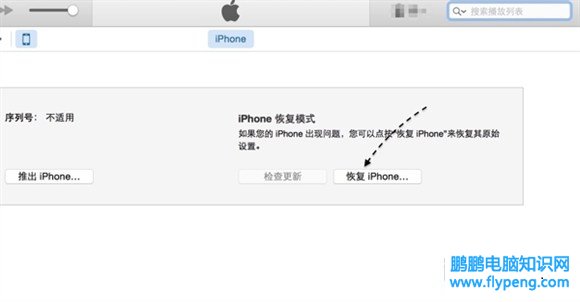 搜索播放列表
iPhone
序列号： 不适用
iPhone 恢复模式
如果您的 iPhone 出现问题，您可以点按“恢复 iPhone”来恢复其原始
设置。
推出 iPhone...
检查更新
恢复 iPhone...
鹏鹏电脑知识网
www.flypeng.com